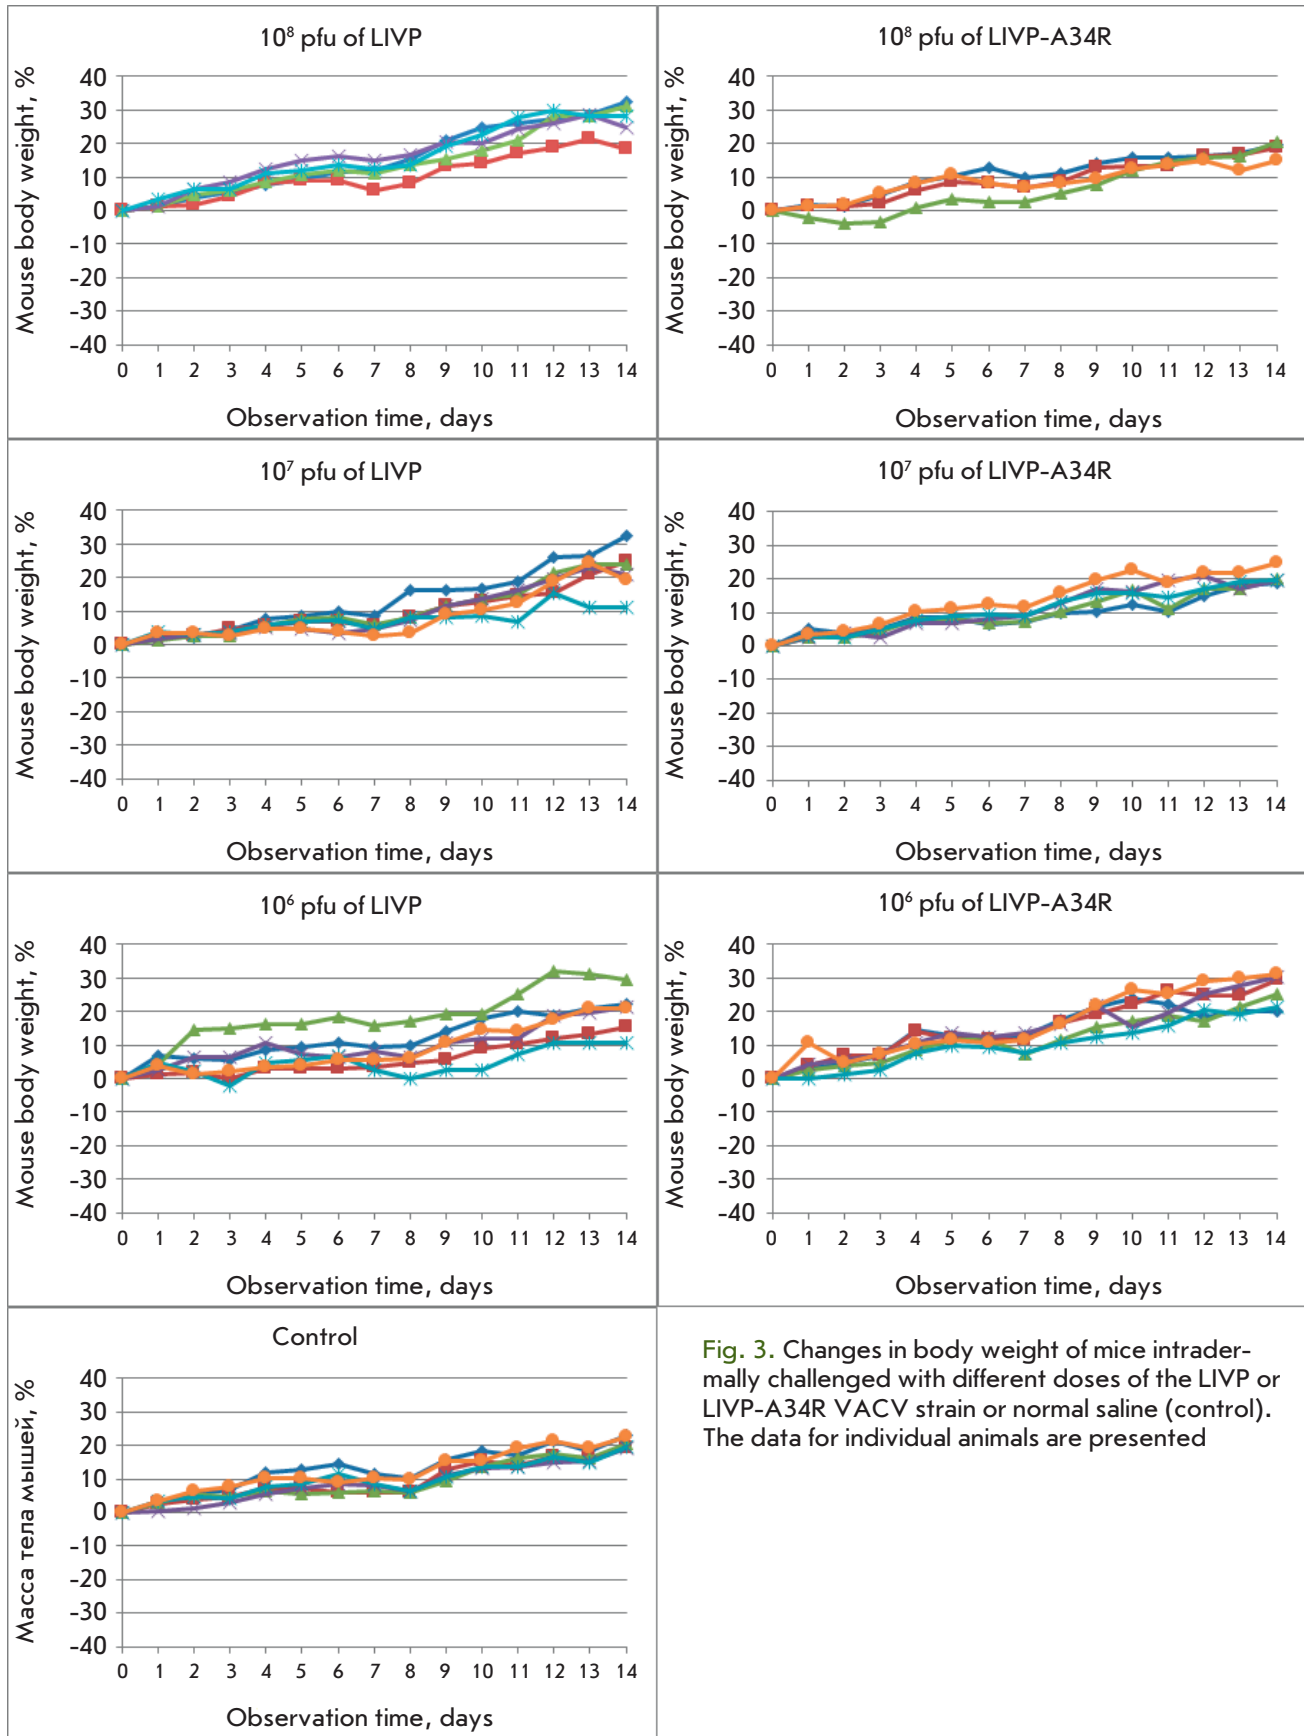 10⁸ pfu of LIVP
Mouse body weight, %
40
30
20
10
0
-10
-20
-30
-40
0 1 2 3 4 5 6 7 8 9 10 11 12 13 14
Observation time, days
10⁸ pfu of LIVP-A34R
Mouse body weight, %
40
30
20
10
0
-10
-20
-30
-40
0 1 2 3 4 5 6 7 8 9 10 11 12 13 14
Observation time, days
10⁷ pfu of LIVP
Mouse body weight, %
40
30
20
10
0
-10
-20
-30
-40
0 1 2 3 4 5 6 7 8 9 10 11 12 13 14
Observation time, days
10⁷ pfu of LIVP-A34R
Mouse body weight, %
40
30
20
10
0
-10
-20
-30
-40
0 1 2 3 4 5 6 7 8 9 10 11 12 13 14
Observation time, days
10⁶ pfu of LIVP
Mouse body weight, %
40
30
20
10
0
-10
-20
-30
-40
0 1 2 3 4 5 6 7 8 9 10 11 12 13 14
Observation time, days
10⁶ pfu of LIVP-A34R
Mouse body weight, %
40
30
20
10
0
-10
-20
-30
-40
0 1 2 3 4 5 6 7 8 9 10 11 12 13 14
Observation time, days
Control
Масса тела мышей, %
40
30
20
10
0
-10
-20
-30
-40
0 1 2 3 4 5 6 7 8 9 10 11 12 13 14
Observation time, days
Fig. 3. Changes in body weight of mice intrader-
mally challenged with different doses of the LIVP or
LIVP-A34R VACV strain or normal saline (control).
The data for individual animals are presented